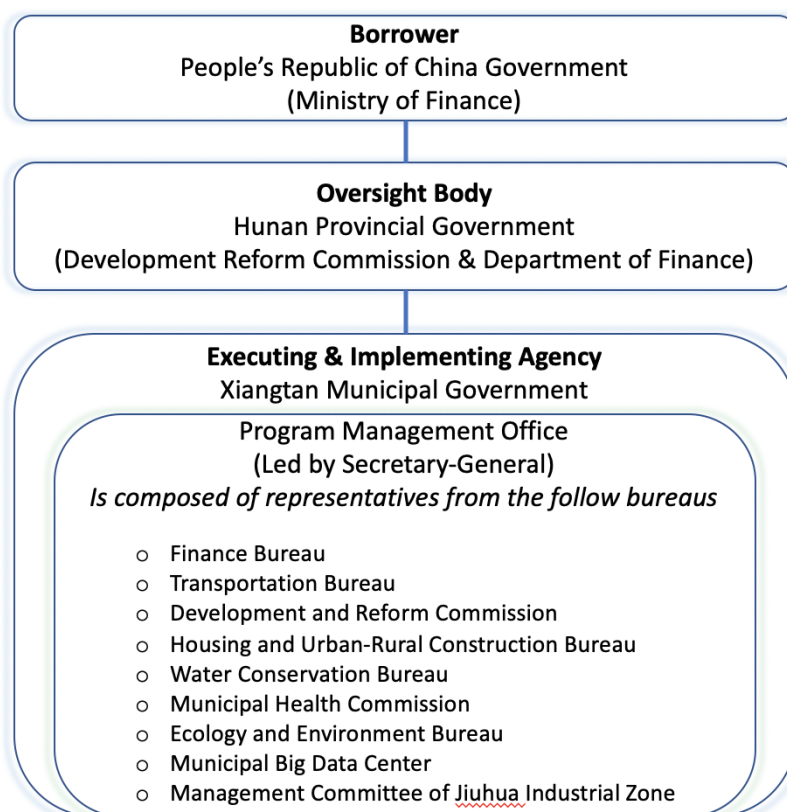 Borrower
People’s Republic of China Government
(Ministry of Finance)
Oversight Body
Hunan Provincial Government
(Development Reform Commission & Department of Finance)
Executing & Implementing Agency
Xiangtan Municipal Government
Program Management Office
(Led by Secretary-General)
Is composed of representatives from the follow bureaus
o Finance Bureau
o Transportation Bureau
o Development and Reform Commission
o Housing and Urban-Rural Construction Bureau
o Water Conservation Bureau
o Municipal Health Commission
o Ecology and Environment Bureau
o Municipal Big Data Center
o Management Committee of Jiuhua Industrial Zone